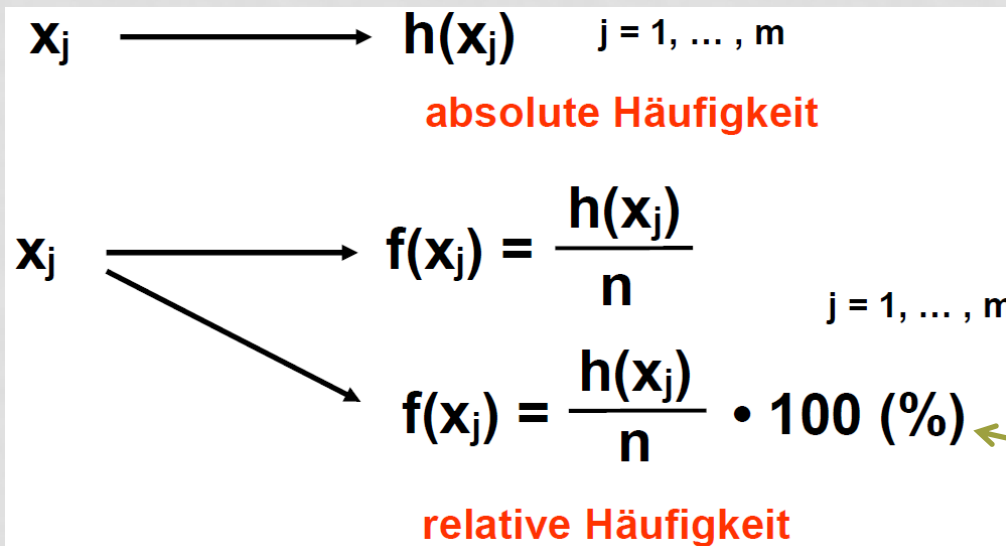 xj h(xj) j = 1, ... , m
absolute Häufigkeit
xj f(xj) = h(xj) / n
j = 1, ... , m
f(xj) = h(xj) / n • 100 (%)
relative Häufigkeit